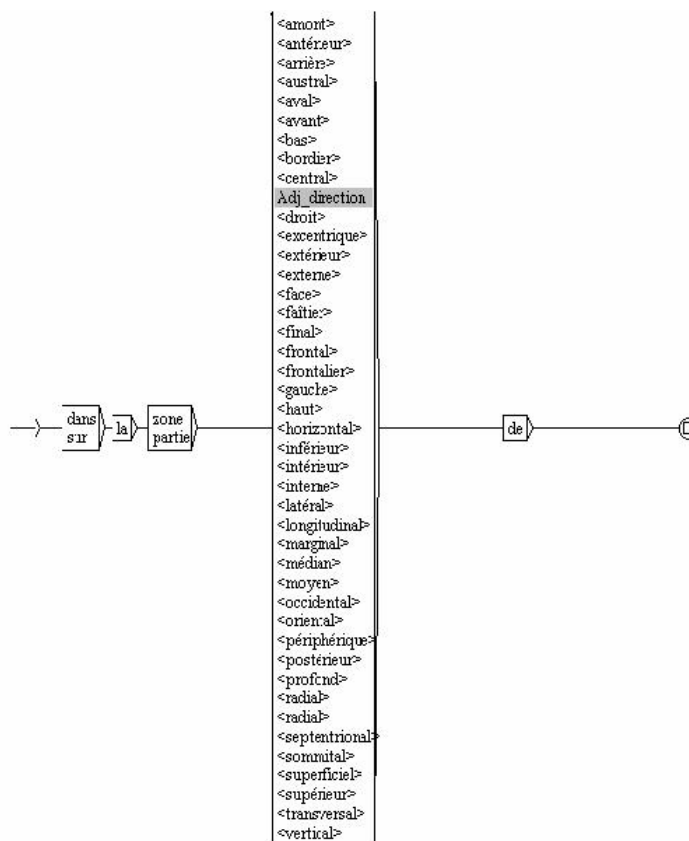 dans
sur
la
zone
partie
<amont>
<antérieur>
<arrière>
<austral>
<aval>
<avant>
<bas>
<bordier>
<central>
Adj_direction
<droit>
<excentrique>
<extérieur>
<externe>
<face>
<faîtier>
<final>
<frontal>
<frontalier>
<gauche>
<haut>
<horizontal>
<inférieur>
<intérieur>
<interne>
<latéral>
<longitudinal>
<marginal>
<médian>
<moyen>
<occidental>
<oriental>
<périphérique>
<postérieur>
<profond>
<radial>
<radial>
<septentrional>
<sommital>
<superficiel>
<supérieur>
<transversal>
<vertical>
de